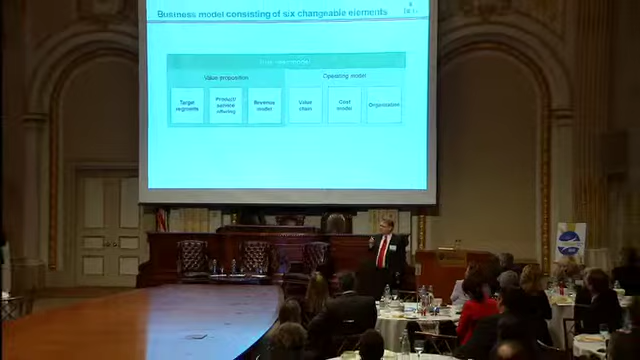 Business model consisting of six changeable elements
Value proposition
Operating model
Target
segments
Product/
service
offering
Revenue
model
Value
chain
Cost
model
Organization